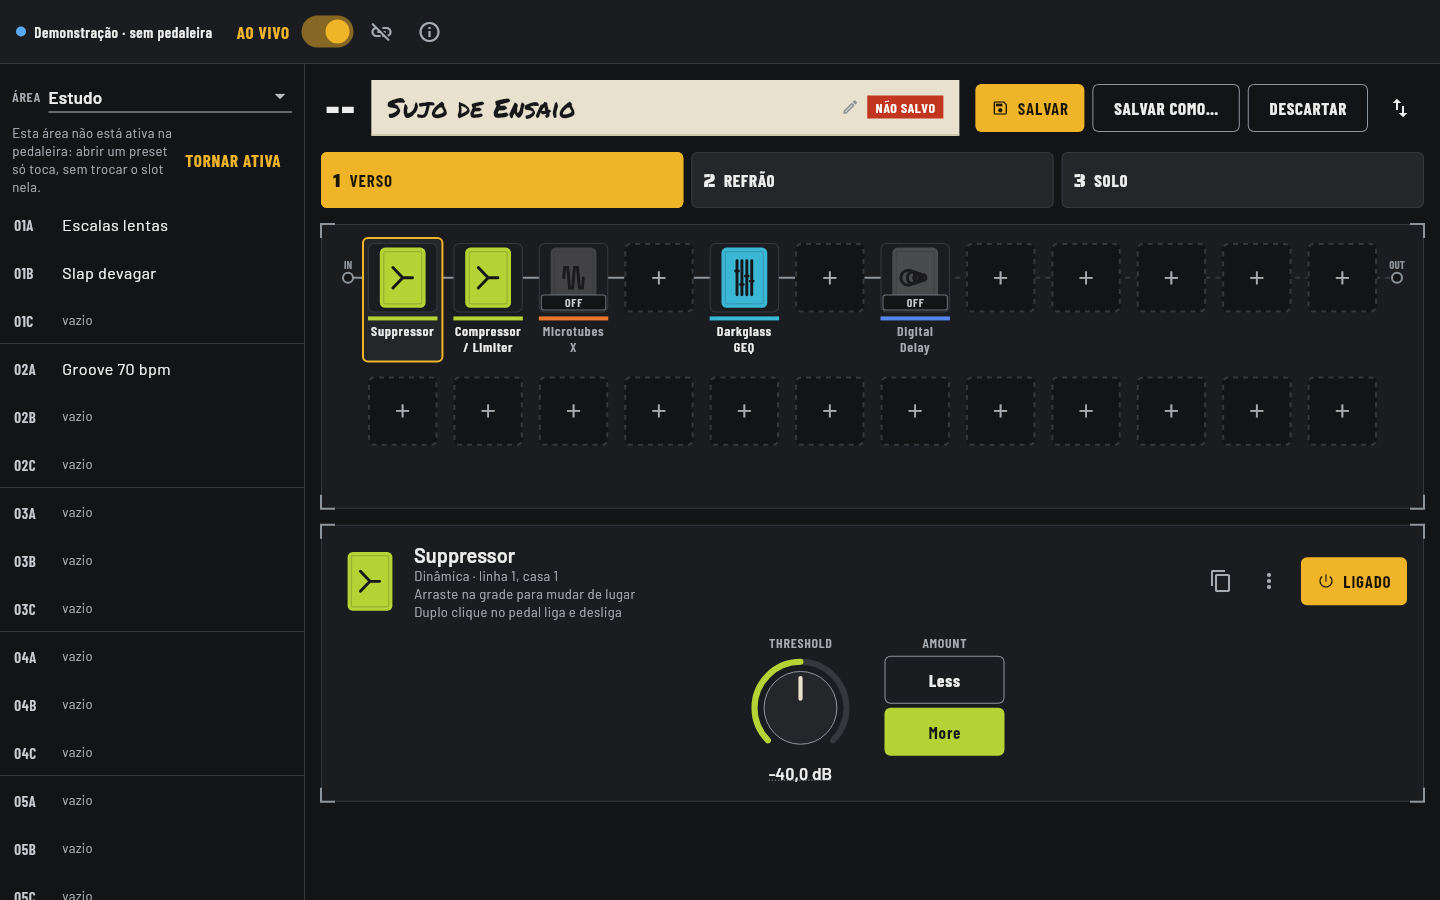 Demonstração · sem pedaleira
AO VIVO
ÁREA Estudo
Esta área não está ativa na
pedaleira: abrir um preset
só toca, sem trocar o slot
nela.
TORNAR ATIVA
01A Escalas lentas
01B Slap devagar
01C vazio
02A Groove 70 bpm
02B vazio
02C vazio
03A vazio
03B vazio
03C vazio
04A vazio
04B vazio
04C vazio
05A vazio
05B vazio
05C vazio
-- Sujo de Ensaio
NÃO SALVO
SALVAR
SALVAR COMO...
DESCARTAR
1 VERSO
2 REFRÃO
3 SOLO
IN
OFF
OFF
OUT
Suppressor
Compressor
/ Limiter
Microtubes
X
Darkglass
GEQ
Digital
Delay
Suppressor
Dinâmica · linha 1, casa 1
Arraste na grade para mudar de lugar
Duplo clique no pedal liga e desliga
LIGADO
THRESHOLD
-40,0 dB
AMOUNT
Less
More